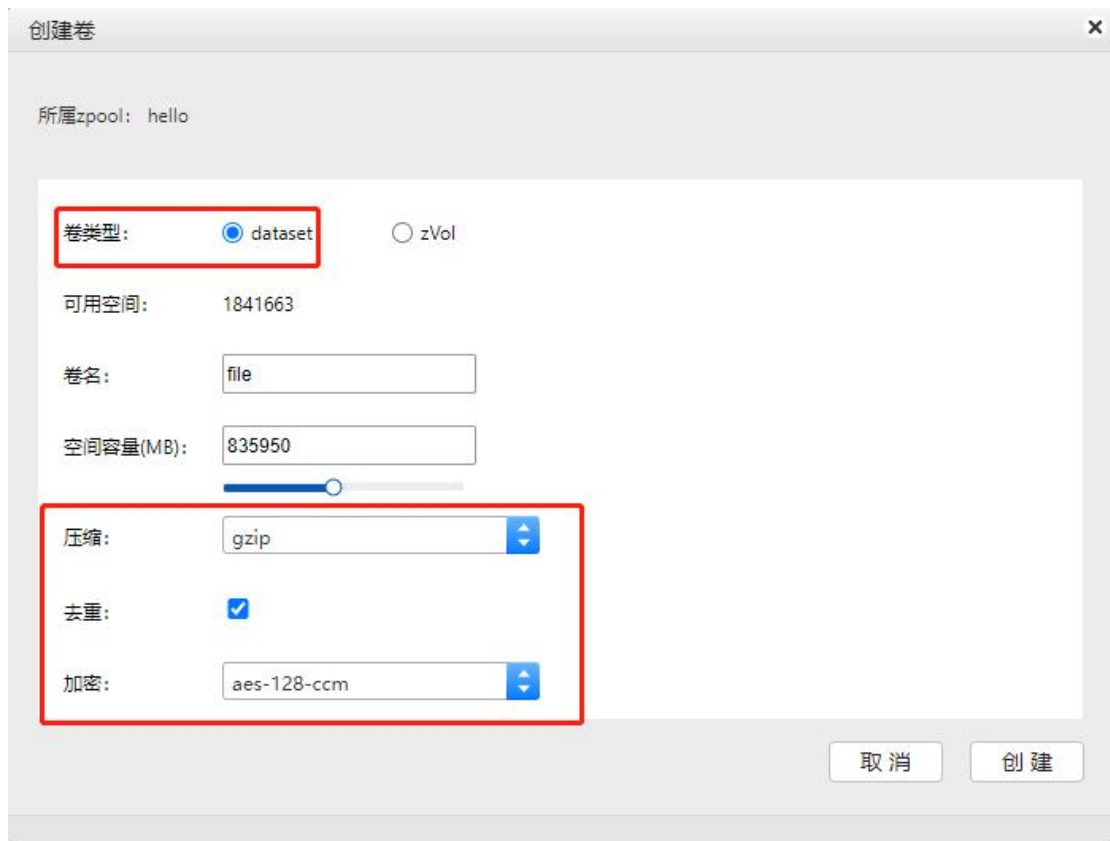 创建卷
所属zpool: hello
卷类型: dataset zVol
可用空间: 1841663
卷名: file
空间容量(MB): 835950
压缩: gzip
去重:
加密: aes-128-ccm
取消 创建